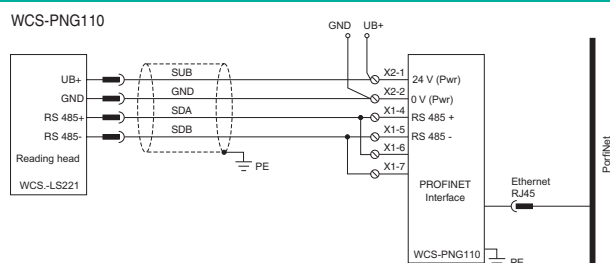 WCS-PNG110
GND UB+
UB+ SUB X2-1 24 V (Pwr)
GND GND X2-2 0 V (Pwr)
RS 485+ SDA X1-4 RS 485 +
RS 485- SDB X1-5 RS 485 -
X1-6
Reading head PE X1-7
WCS.-LS221
PROFINET
Interface
Ethernet
RJ45
PorfiNet
WCS-PNG110
PE